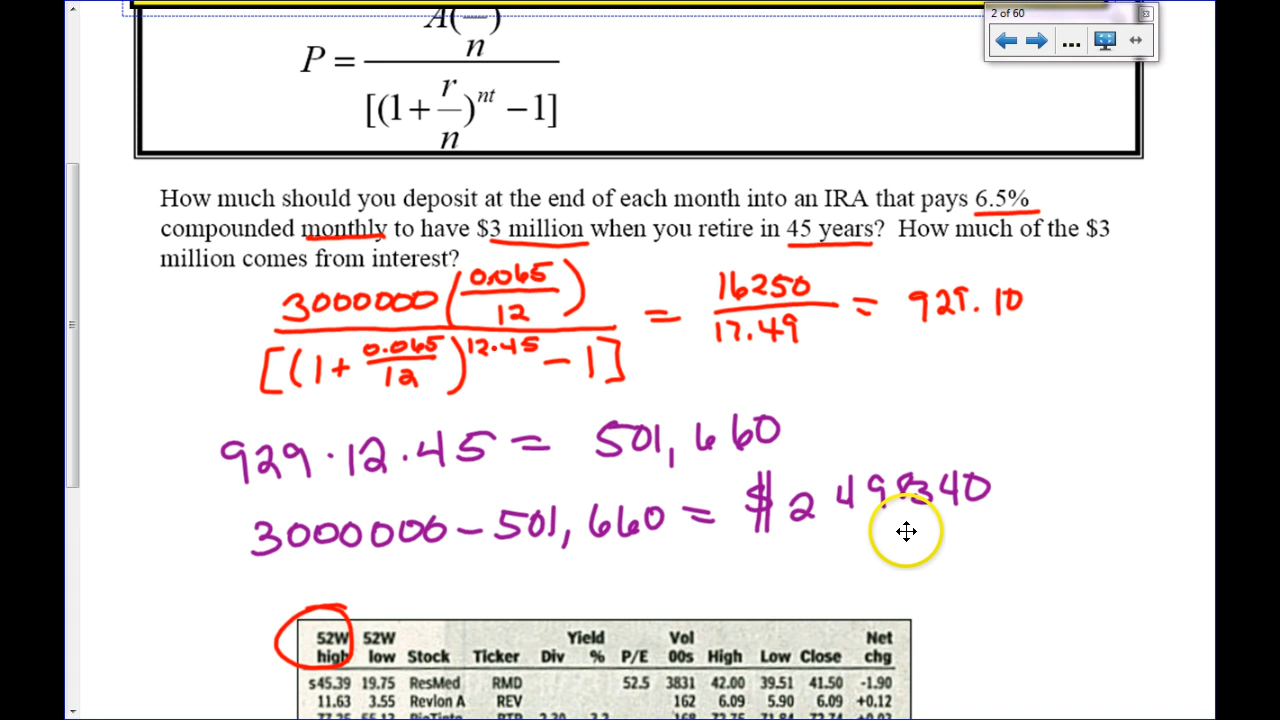 2 of 60
A(—)
n
P =
[(1 + r/n)^nt − 1]
How much should you deposit at the end of each month into an IRA that pays 6.5%
compounded monthly to have $3 million when you retire in 45 years? How much of the $3
million comes from interest?
3000000 (0.065/12) / [(1 + 0.065/12)^12·45 − 1] = 16250/17.49 = 929.10
929 · 12 · 45 = 501,660
3000000 − 501,660 = $2 498340
52W 52W Yield Vol Net
high low Stock Ticker Div % P/E 00s High Low Close chg
$45.39 19.75 ResMed RMD 52.5 3831 42.00 39.51 41.50 -1.90
11.63 3.55 Revlon A REV 162 6.09 5.90 6.09 +0.12